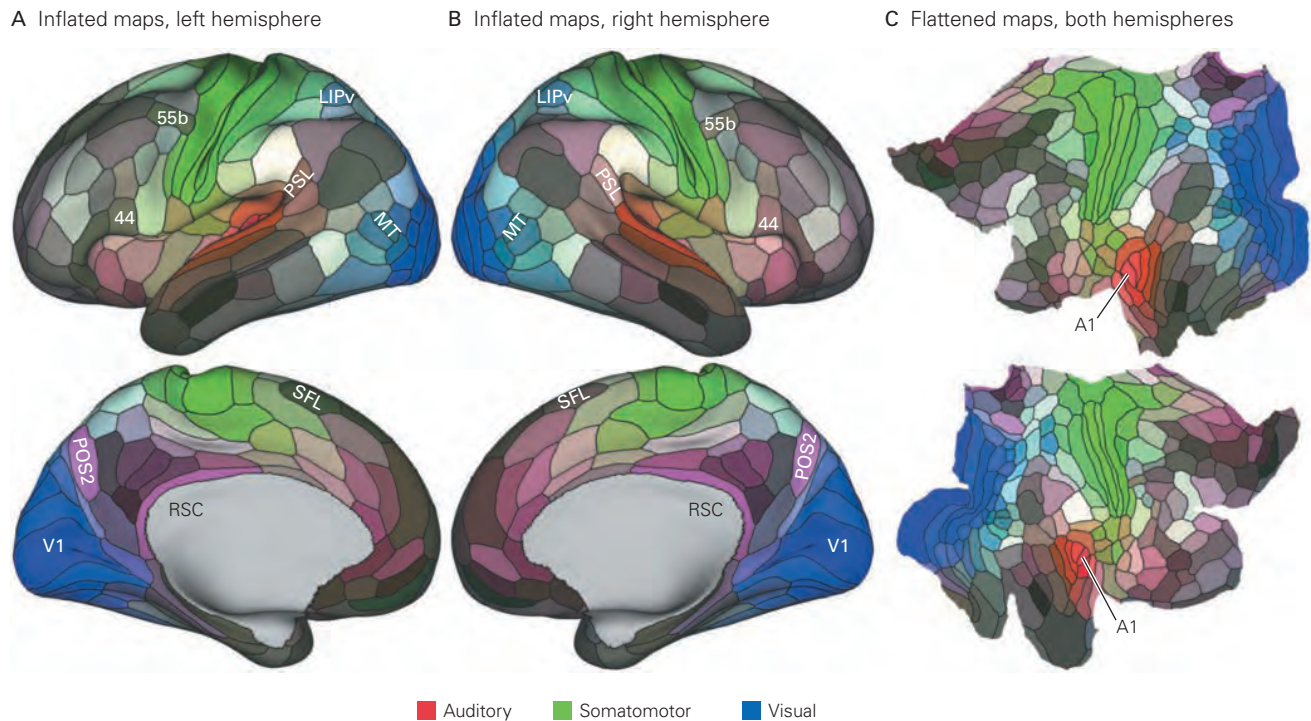 A Inflated maps, left hemisphere
B Inflated maps, right hemisphere
C Flattened maps, both hemispheres
LIPv
55b
PSL
44
MT
LIPv
55b
PSL
44
MT
A1
SFL
POS2
RSC
V1
SFL
POS2
RSC
V1
A1
Auditory
Somatomotor
Visual